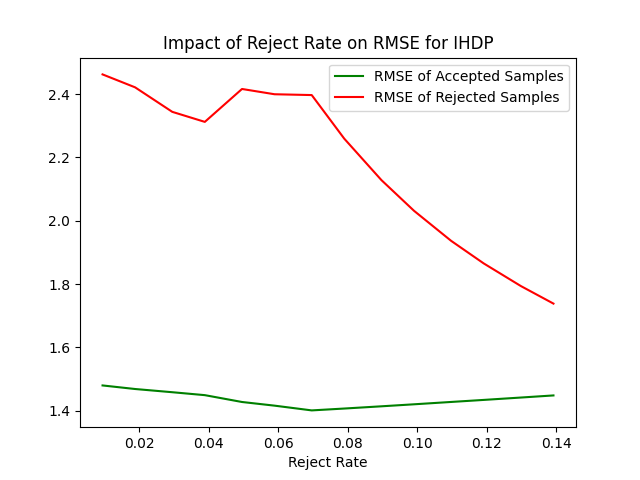 Impact of Reject Rate on RMSE for IHDP
RMSE of Accepted Samples
RMSE of Rejected Samples
2.4
2.2
2.0
1.8
1.6
1.4
0.02 0.04 0.06 0.08 0.10 0.12 0.14
Reject Rate